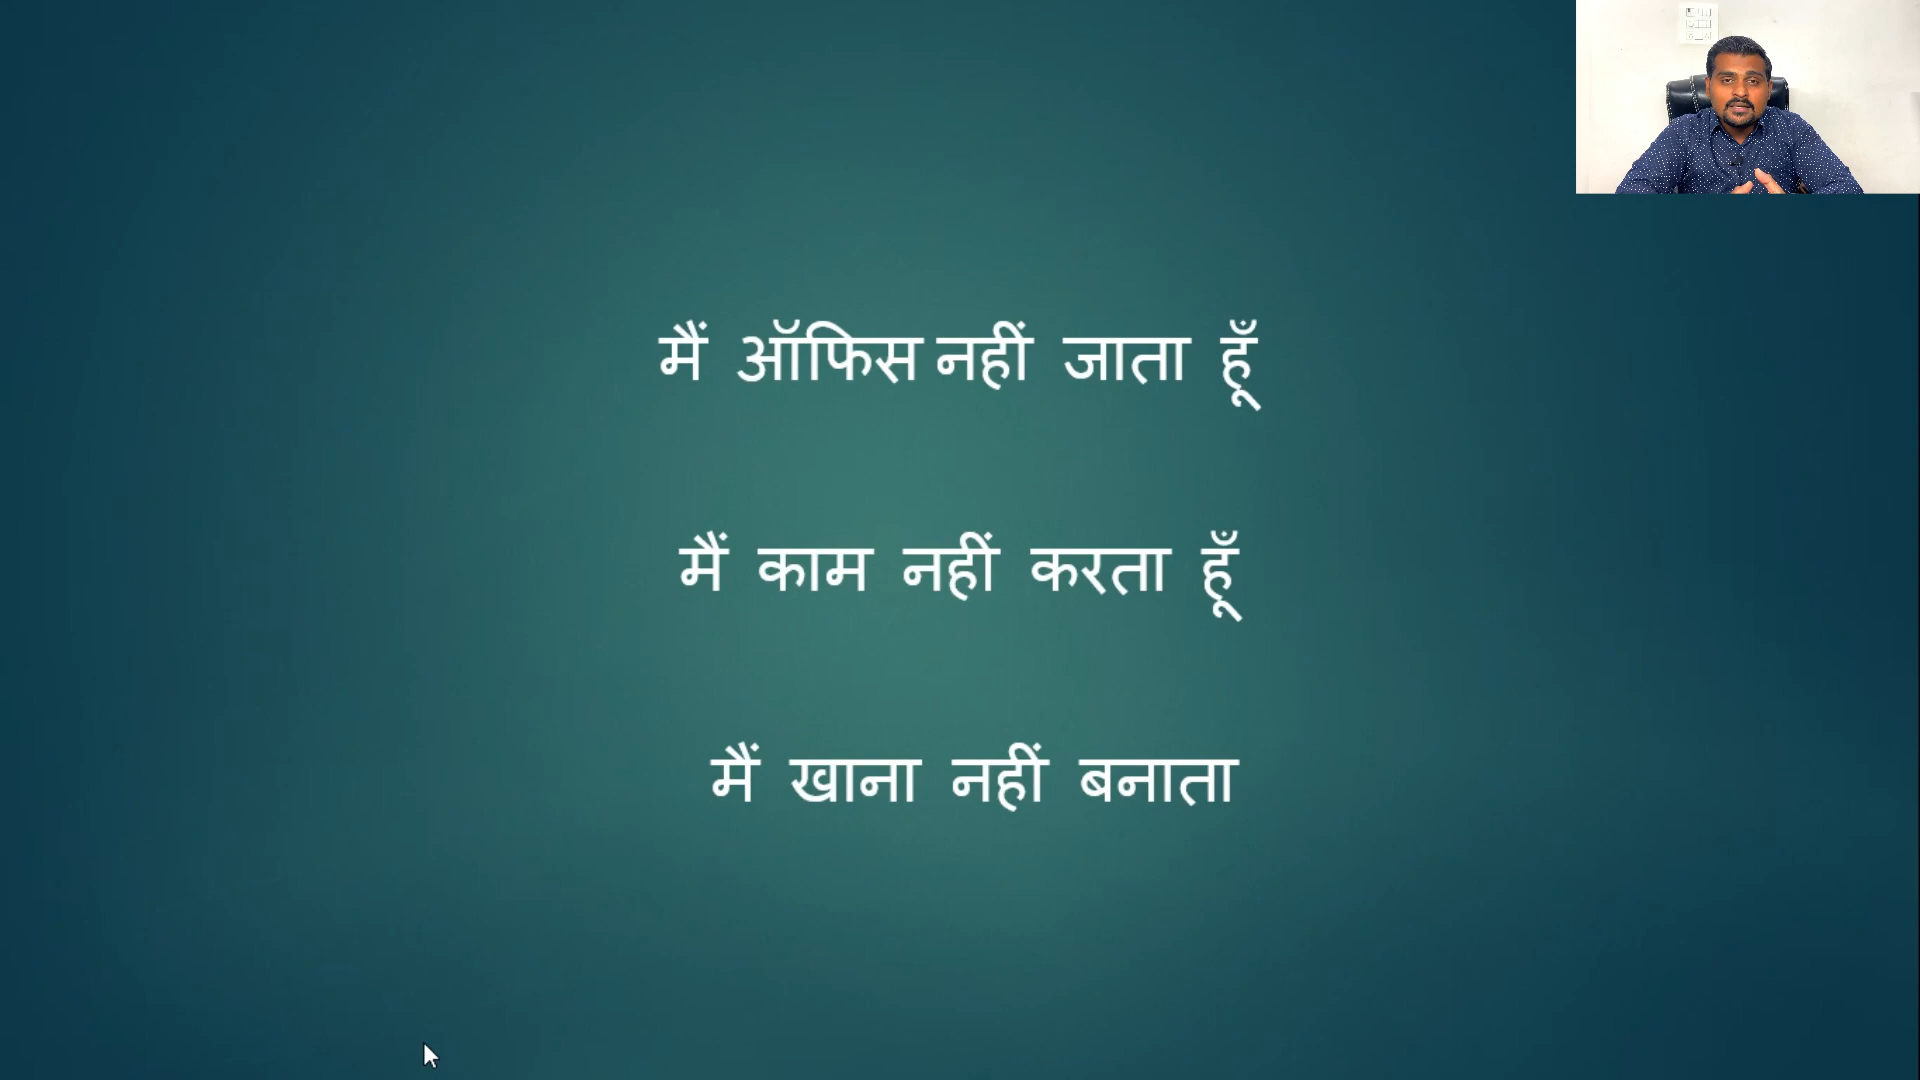 मैं ऑफिस नहीं जाता हूँ
मैं काम नहीं करता हूँ
मैं खाना नहीं बनाता